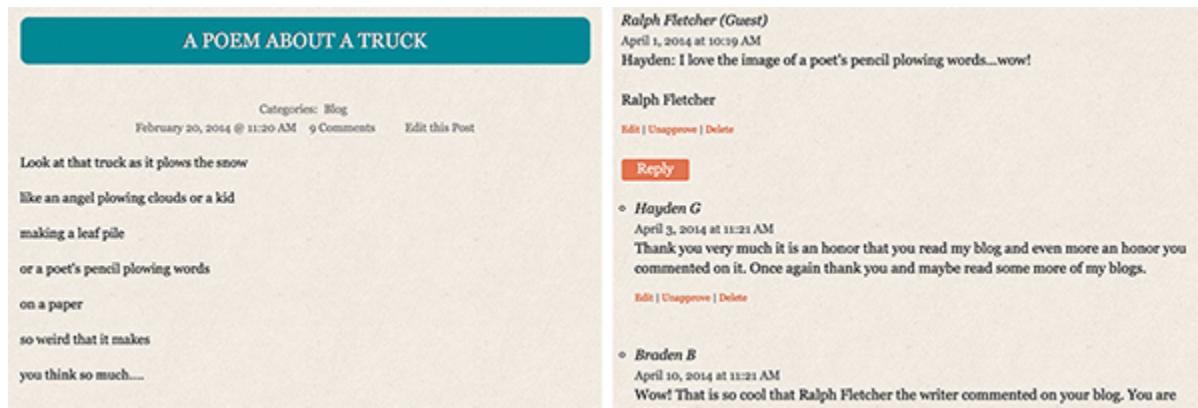 A POEM ABOUT A TRUCK
Categories: Blog
February 20, 2014 @ 11:20 AM 9 Comments Edit this Post
Look at that truck as it plows the snow
like an angel plowing clouds or a kid
making a leaf pile
or a poet's pencil plowing words
on a paper
so weird that it makes
you think so much....
Ralph Fletcher (Guest)
April 1, 2014 at 10:19 AM
Hayden: I love the image of a poet's pencil plowing words...wow!
Ralph Fletcher
Edit | Unapprove | Delete
Reply
Hayden G
April 3, 2014 at 11:21 AM
Thank you very much it is an honor that you read my blog and even more an honor you
commented on it. Once again thank you and maybe read some more of my blogs.
Edit | Unapprove | Delete
Braden B
April 10, 2014 at 11:21 AM
Wow! That is so cool that Ralph Fletcher the writer commented on your blog. You are